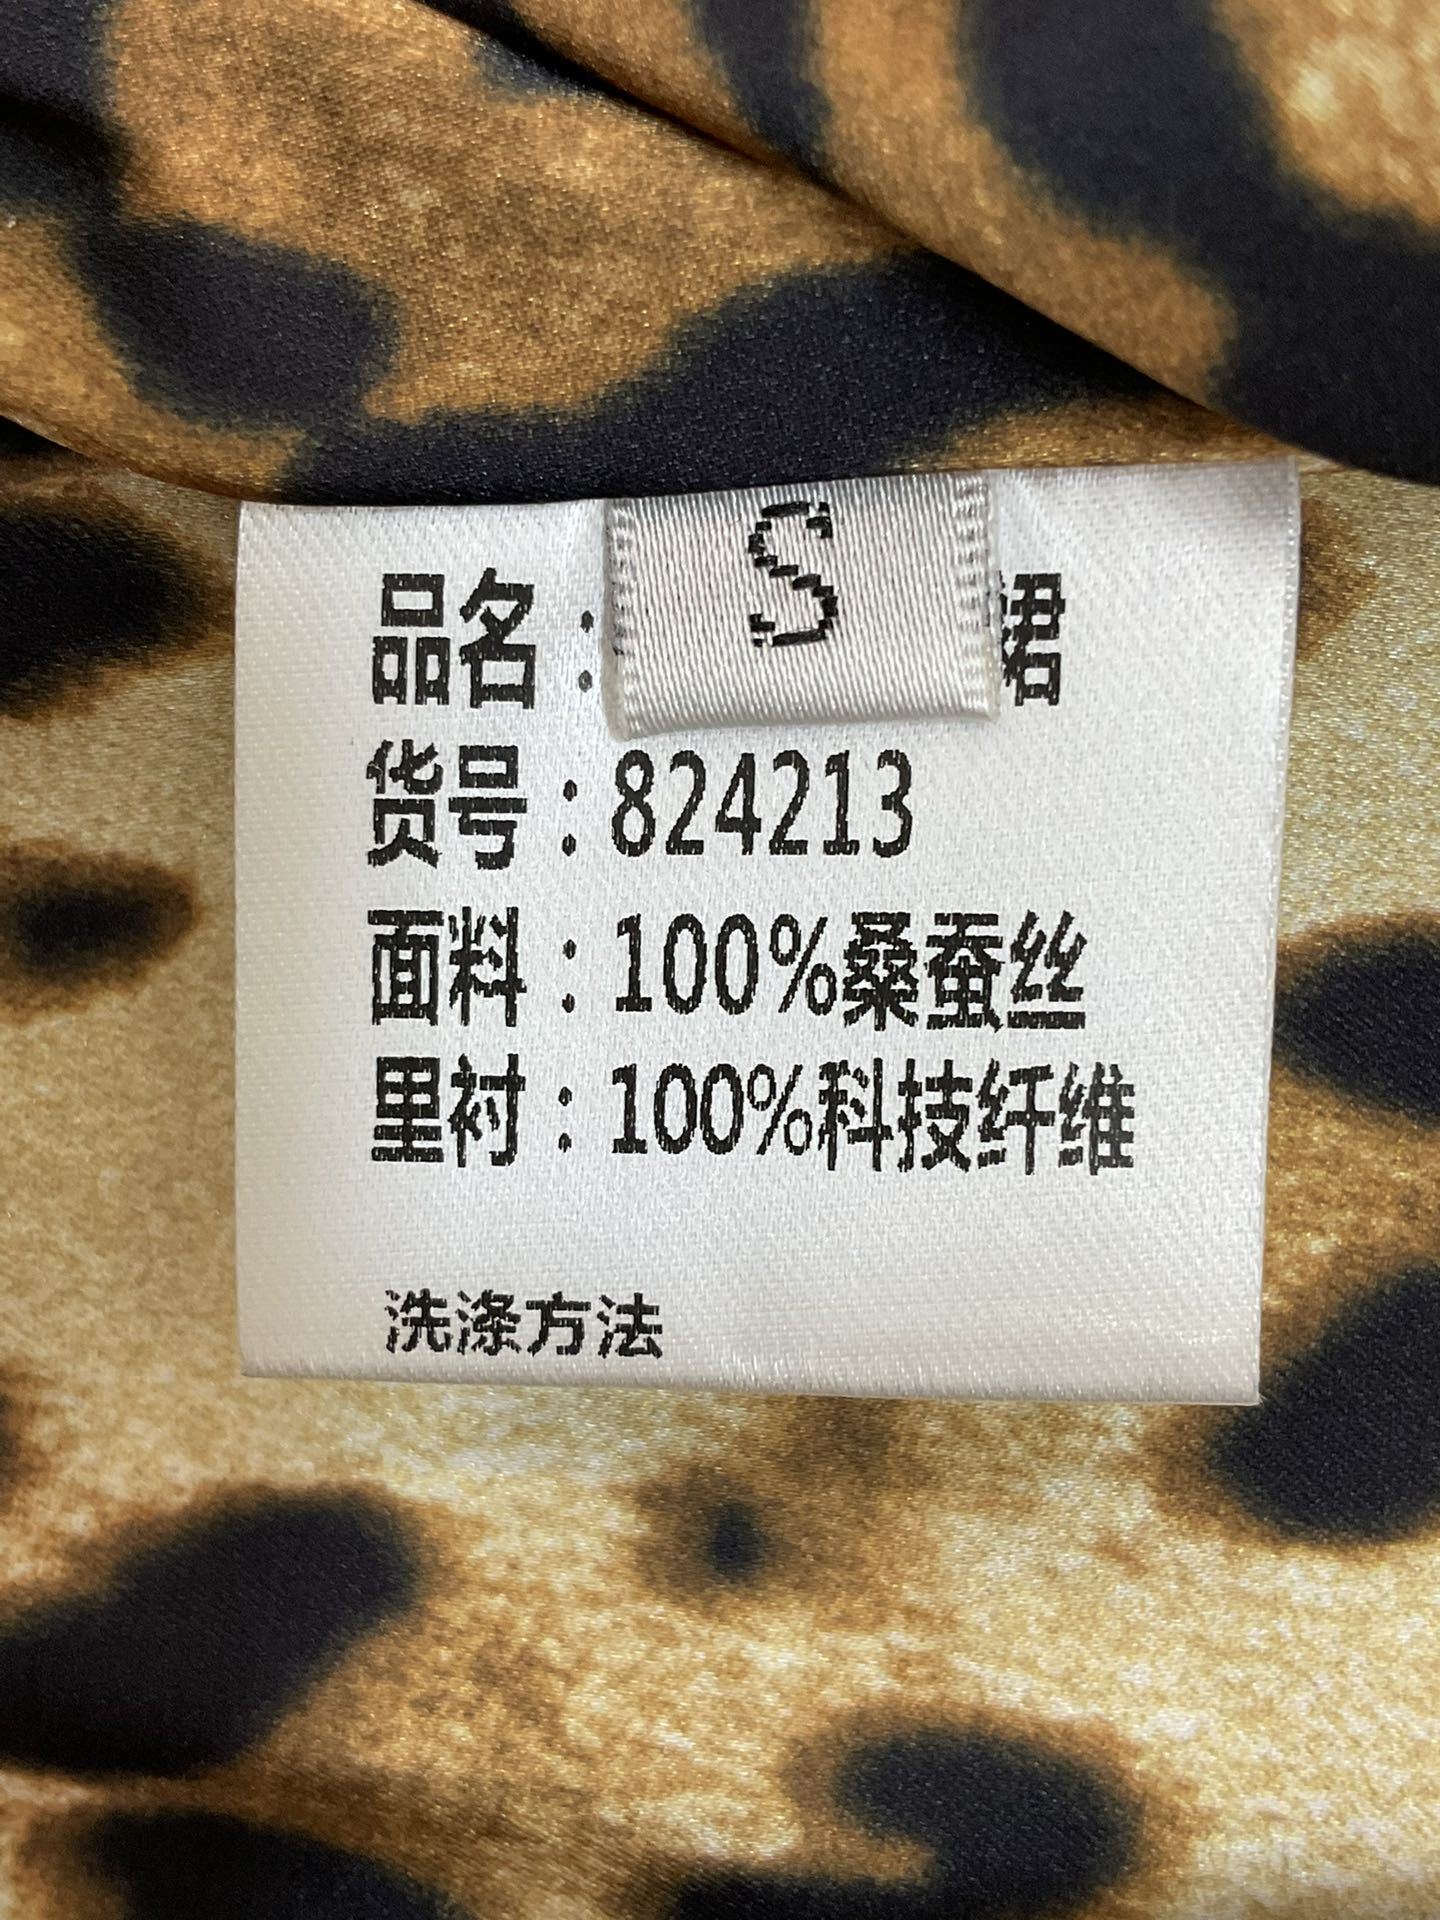 S
品名: 裙
货号:824213
面料:100%桑蚕丝
里衬:100%科技纤维
洗涤方法